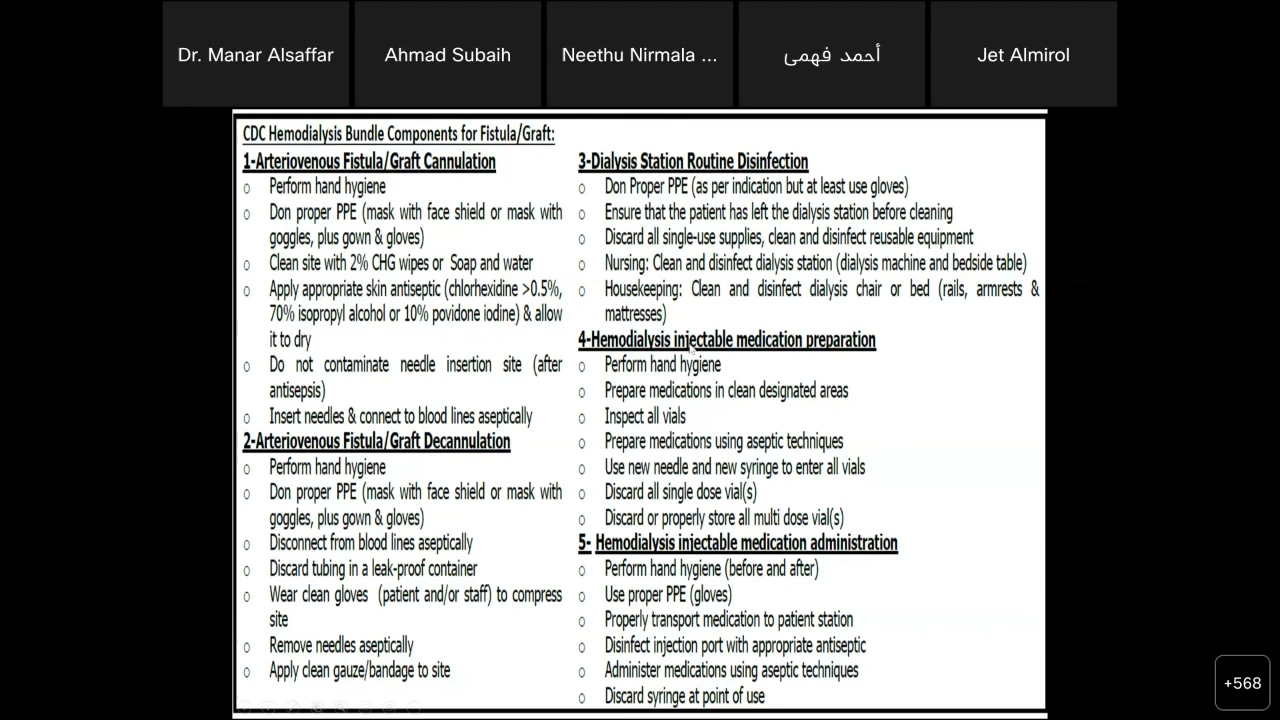 Dr. Manar Alsaffar
Ahmad Subaih
Neethu Nirmala ...
أحمد فهمى
Jet Almirol
CDC Hemodialysis Bundle Components for Fistula/Graft:
1-Arteriovenous Fistula/Graft Cannulation
o Perform hand hygiene
o Don proper PPE (mask with face shield or mask with
goggles, plus gown & gloves)
o Clean site with 2% CHG wipes or Soap and water
o Apply appropriate skin antiseptic (chlorhexidine >0.5%,
70% isopropyl alcohol or 10% povidone iodine) & allow
it to dry
o Do not contaminate needle insertion site (after
antisepsis)
o Insert needles & connect to blood lines aseptically
2-Arteriovenous Fistula/Graft Decannulation
o Perform hand hygiene
o Don proper PPE (mask with face shield or mask with
goggles, plus gown & gloves)
o Disconnect from blood lines aseptically
o Discard tubing in a leak-proof container
o Wear clean gloves (patient and/or staff) to compress
site
o Remove needles aseptically
o Apply clean gauze/bandage to site
3-Dialysis Station Routine Disinfection
o Don Proper PPE (as per indication but at least use gloves)
o Ensure that the patient has left the dialysis station before cleaning
o Discard all single-use supplies, clean and disinfect reusable equipment
o Nursing: Clean and disinfect dialysis station (dialysis machine and bedside table)
o Housekeeping: Clean and disinfect dialysis chair or bed (rails, armrests &
mattresses)
4-Hemodialysis injectable medication preparation
o Perform hand hygiene
o Prepare medications in clean designated areas
o Inspect all vials
o Prepare medications using aseptic techniques
o Use new needle and new syringe to enter all vials
o Discard all single dose vial(s)
o Discard or properly store all multi dose vial(s)
5- Hemodialysis injectable medication administration
o Perform hand hygiene (before and after)
o Use proper PPE (gloves)
o Properly transport medication to patient station
o Disinfect injection port with appropriate antiseptic
o Administer medications using aseptic techniques
o Discard syringe at point of use
+568